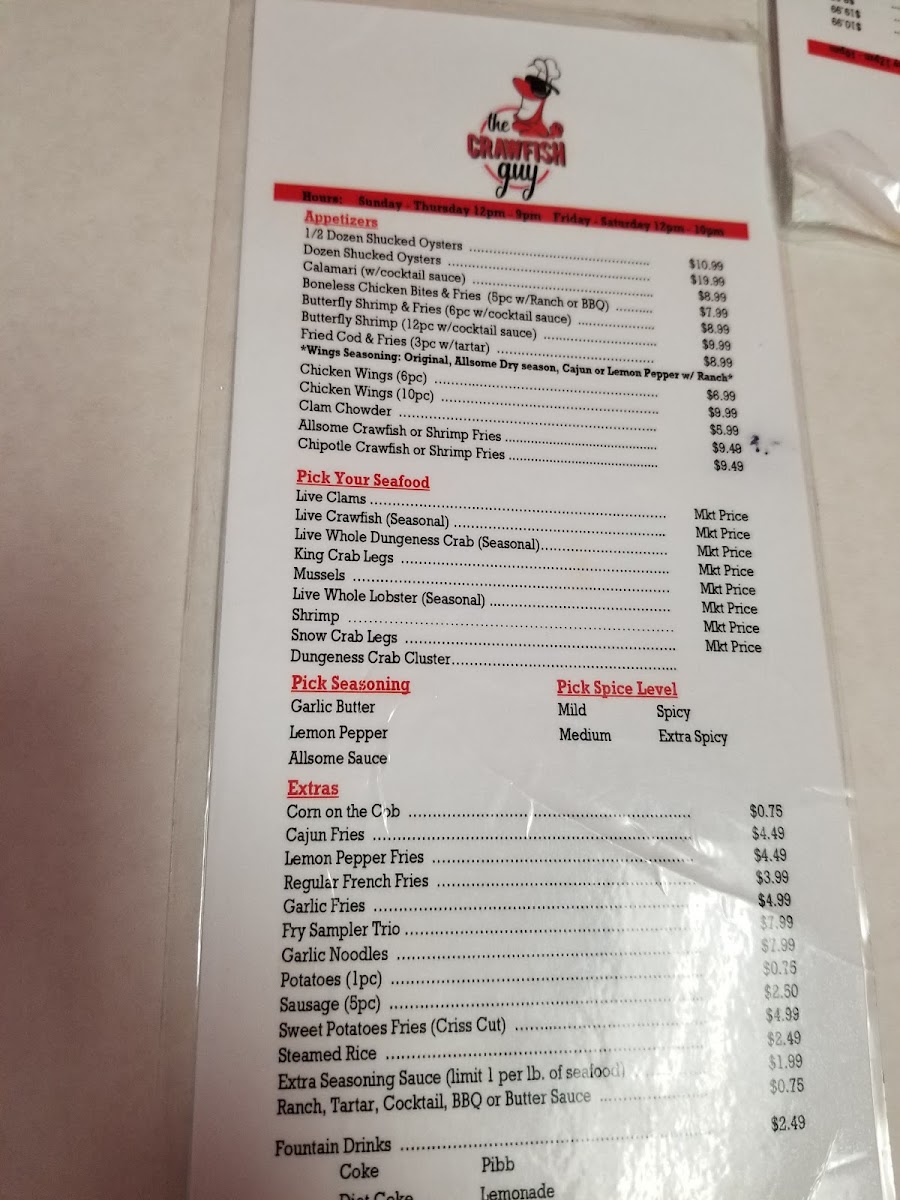 the
CRAWFISH
guy
Hours: Sunday - Thursday 12pm - 9pm Friday - Saturday 12pm - 10pm
Appetizers
1/2 Dozen Shucked Oysters $10.99
Dozen Shucked Oysters $19.99
Calamari (w/cocktail sauce) $8.99
Boneless Chicken Bites & Fries (5pc w/Ranch or BBQ) $7.99
Butterfly Shrimp & Fries (6pc w/cocktail sauce) $8.99
Butterfly Shrimp (12pc w/cocktail sauce) $9.99
Fried Cod & Fries (3pc w/tartar) $8.99
*Wings Seasoning: Original, Allsome Dry season, Cajun or Lemon Pepper w/ Ranch*
Chicken Wings (6pc) $6.99
Chicken Wings (10pc) $9.99
Clam Chowder $5.99
Allsome Crawfish or Shrimp Fries $9.49
Chipotle Crawfish or Shrimp Fries $9.49
Pick Your Seafood
Live Clams Mkt Price
Live Crawfish (Seasonal) Mkt Price
Live Whole Dungeness Crab (Seasonal) Mkt Price
King Crab Legs Mkt Price
Mussels Mkt Price
Live Whole Lobster (Seasonal) Mkt Price
Shrimp Mkt Price
Snow Crab Legs Mkt Price
Dungeness Crab Cluster
Pick Seasoning Pick Spice Level
Garlic Butter Mild Spicy
Lemon Pepper Medium Extra Spicy
Allsome Sauce
Extras
Corn on the Cob $0.75
Cajun Fries $4.49
Lemon Pepper Fries $4.49
Regular French Fries $3.99
Garlic Fries $4.99
Fry Sampler Trio $7.99
Garlic Noodles $7.99
Potatoes (1pc) $0.75
Sausage (5pc) $2.50
Sweet Potatoes Fries (Criss Cut) $4.99
Steamed Rice $2.49
Extra Seasoning Sauce (limit 1 per lb. of seafood) $1.99
Ranch, Tartar, Cocktail, BBQ or Butter Sauce $0.75
Fountain Drinks $2.49
Coke Pibb
Diet Coke Lemonade
$19.99
$10.99